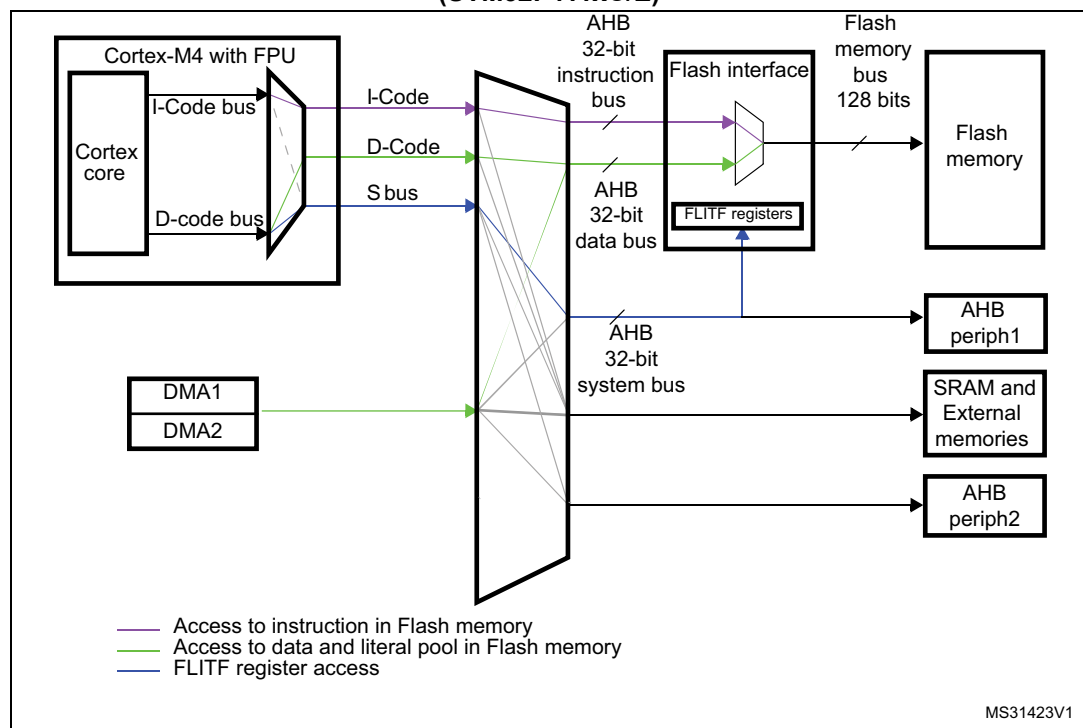 Cortex-M4 with FPU
I-Code bus
Cortex
core
D-code bus
I-Code
D-Code
S bus
AHB
32-bit
instruction
bus
AHB
32-bit
data bus
AHB
32-bit
system bus
Flash interface
FLITF registers
Flash
memory
bus
128 bits
Flash
memory
AHB
periph1
SRAM and
External
memories
AHB
periph2
DMA1
DMA2
Access to instruction in Flash memory
Access to data and literal pool in Flash memory
FLITF register access
MS31423V1